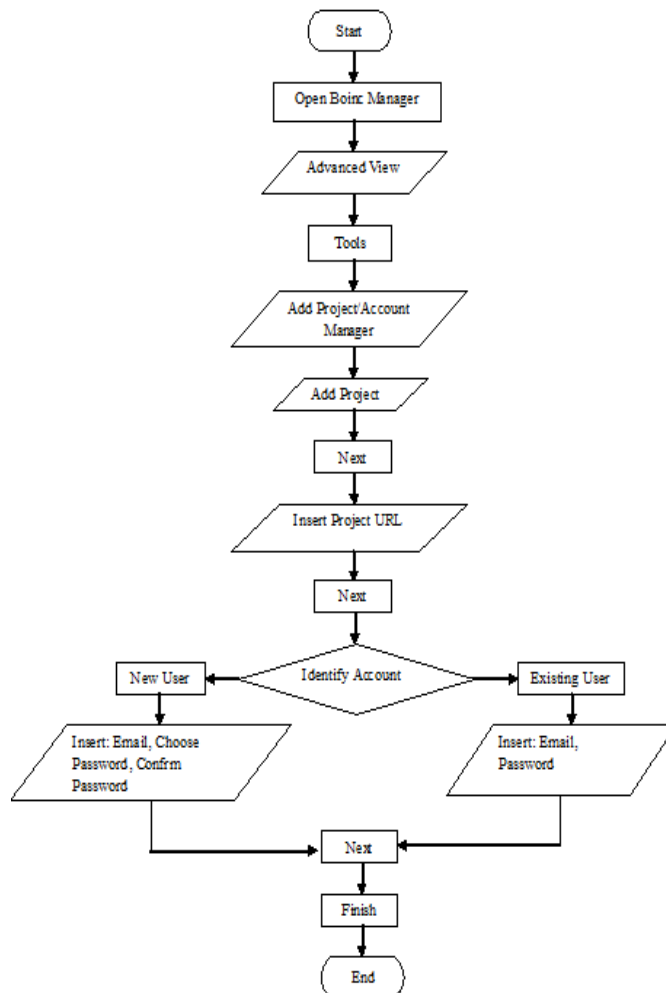 Start
Open Boinc Manager
Advanced View
Tools
Add Project/Account
Manager
Add Project
Next
Insert Project URL
Next
Identify Account
New User
Existing User
Insert: Email, Choose
Password, Confrm
Password
Insert: Email,
Password
Next
Finish
End